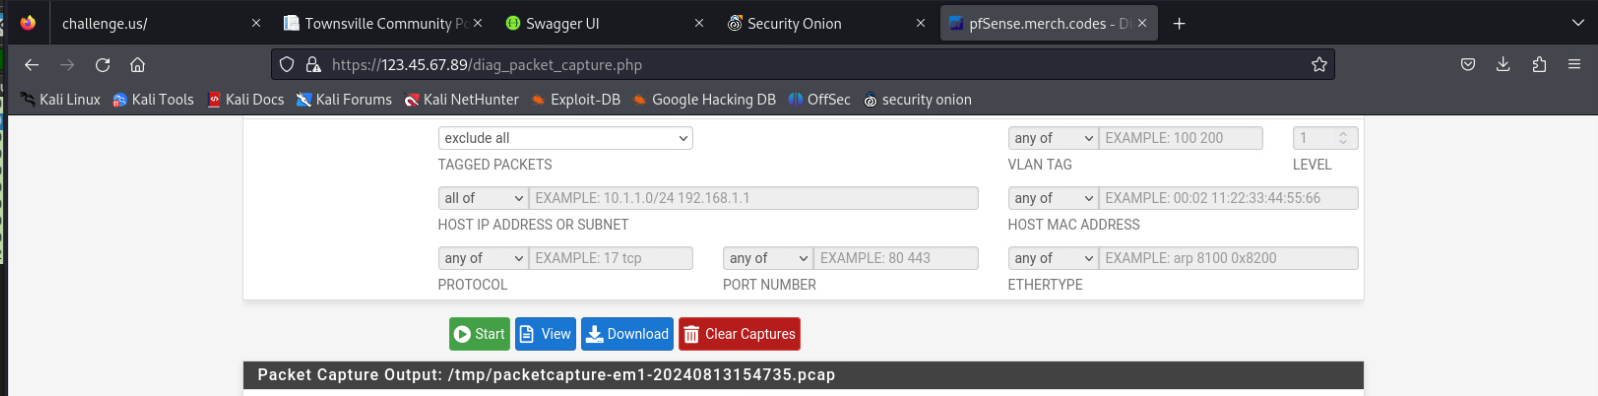 challenge.us/ Townsville Community Po Swagger UI Security Onion pfSense.merch.codes - Di
https://123.45.67.89/diag_packet_capture.php
Kali Linux Kali Tools Kali Docs Kali Forums Kali NetHunter Exploit-DB Google Hacking DB OffSec security onion
exclude all any of EXAMPLE: 100 200 1
TAGGED PACKETS VLAN TAG LEVEL
all of EXAMPLE: 10.1.1.0/24 192.168.1.1 any of EXAMPLE: 00:02 11:22:33:44:55:66
HOST IP ADDRESS OR SUBNET HOST MAC ADDRESS
any of EXAMPLE: 17 tcp any of EXAMPLE: 80 443 any of EXAMPLE: arp 8100 0x8200
PROTOCOL PORT NUMBER ETHERTYPE
Start View Download Clear Captures
Packet Capture Output: /tmp/packetcapture-em1-20240813154735.pcap